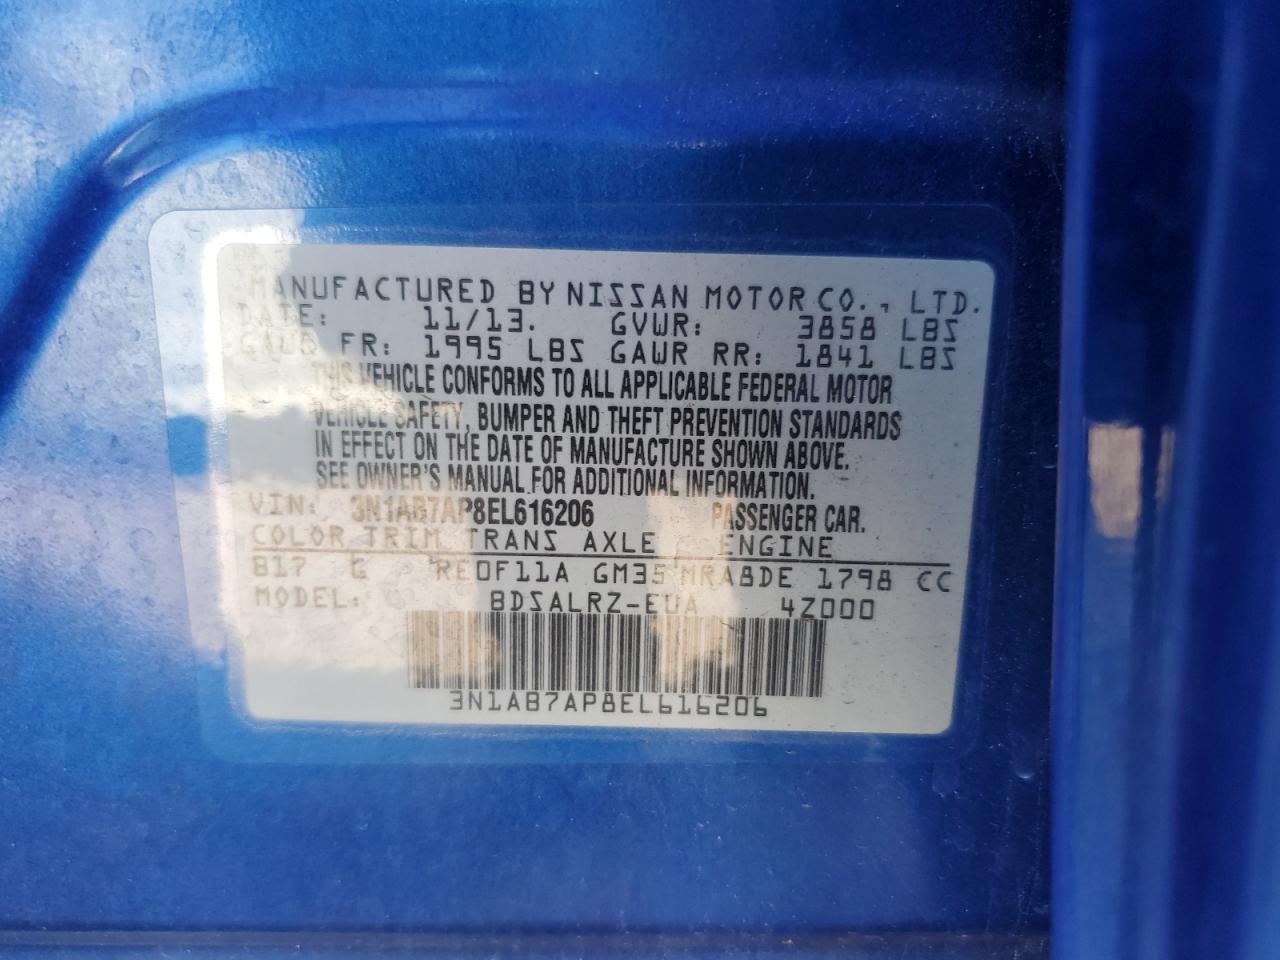 MANUFACTURED BY NISSAN MOTOR CO., LTD.
DATE: 11/13. GVWR: 3858 LBS
GAWR FR: 1995 LBS GAWR RR: 1841 LBS
THIS VEHICLE CONFORMS TO ALL APPLICABLE FEDERAL MOTOR
VEHICLE SAFETY, BUMPER AND THEFT PREVENTION STANDARDS
IN EFFECT ON THE DATE OF MANUFACTURE SHOWN ABOVE.
SEE OWNER'S MANUAL FOR ADDITIONAL INFORMATION.
VIN: 3N1AB7AP8EL616206 PASSENGER CAR.
COLOR TRIM TRANS AXLE ENGINE
B17 RE0F11A GM35 MRA8DE 1798 CC
MODEL: BDSALRZ-EUA 4Z000
3N1AB7AP8EL616206